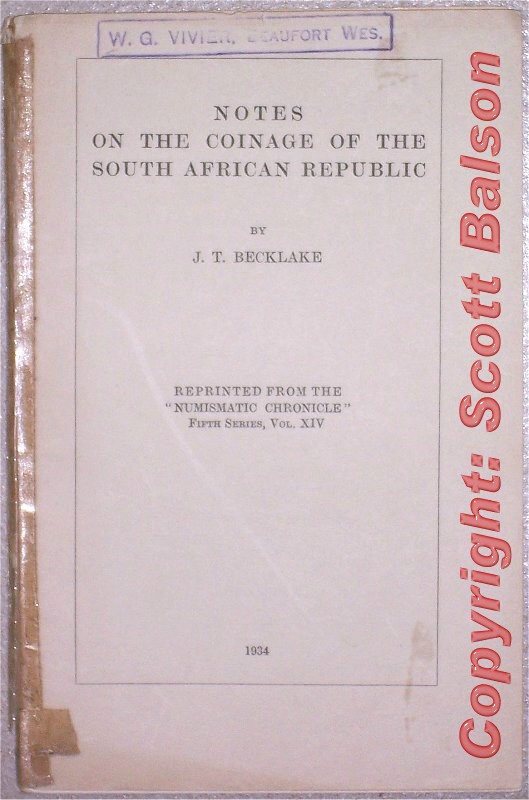 W. G. VIVIER, BEAUFORT WES.
NOTES
ON THE COINAGE OF THE
SOUTH AFRICAN REPUBLIC
BY
J. T. BECKLAKE
REPRINTED FROM THE
"NUMISMATIC CHRONICLE"
FIFTH SERIES, VOL. XIV
1934
Copyright: Scott Balson